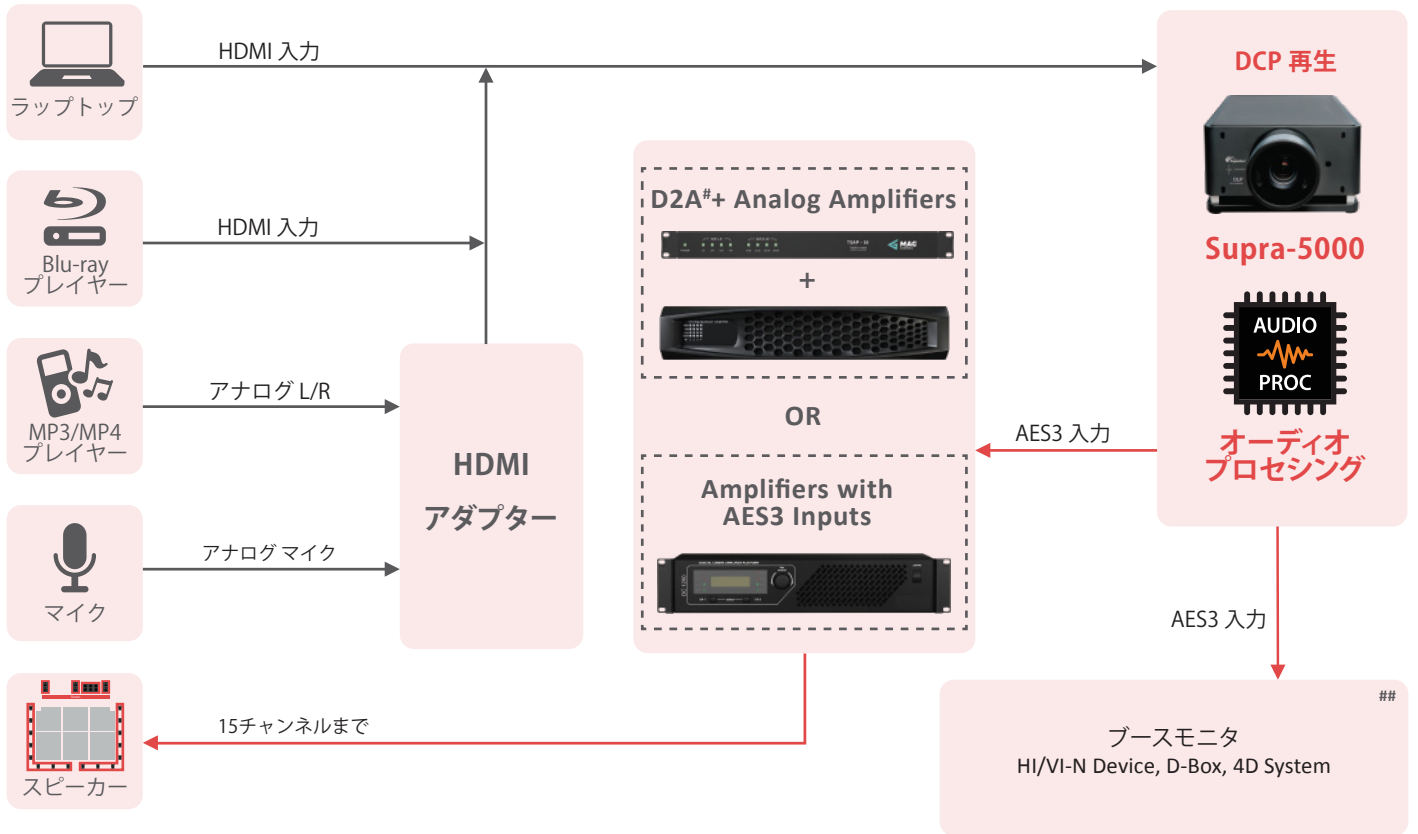 ラップトップ
HDMI 入力
Blu-ray
プレイヤー
HDMI 入力
MP3/MP4
プレイヤー
アナログ L/R
マイク
アナログ マイク
スピーカー
15チャンネルまで
HDMI
アダプター
D2A#+ Analog Amplifiers
TSAP - 16
MAG
+
OR
Amplifiers with
AES3 Inputs
AES3 入力
DCP 再生
Supra-5000
AUDIO
PROC
オーディオ
プロセシング
AES3 入力
##
ブースモニタ
HI/VI-N Device, D-Box, 4D System